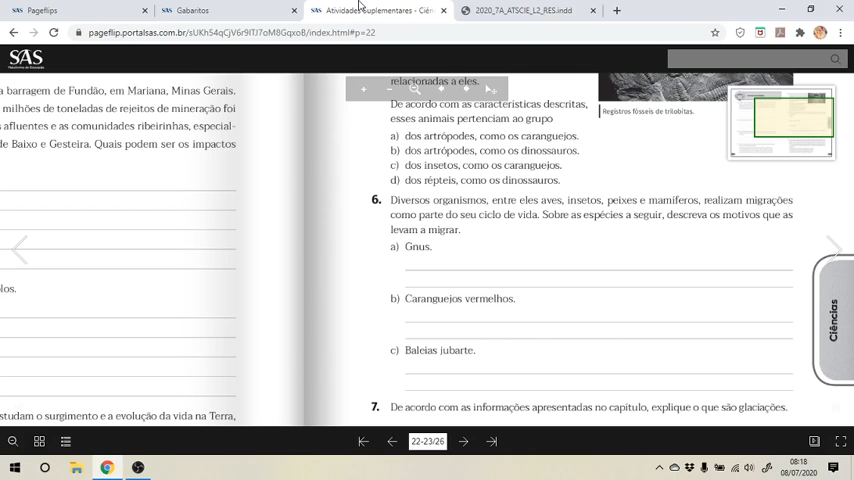 Pageflips
Gabaritos
Atividades Suplementares - Ciên
2020_7A_ATSCIE_L2_RES.indd
pageflip.portalsas.com.br/sUKh54qCjV6r9ITJ7oM8GqxoB/index.html#p=22
SAS
Plataforma de Educação
a barragem de Fundão, em Mariana, Minas Gerais.
milhões de toneladas de rejeitos de mineração foi
afluentes e as comunidades ribeirinhas, especial-
de Baixo e Gesteira. Quais podem ser os impactos
olos.
studam o surgimento e a evolução da vida na Terra,
relacionadas a eles.
De acordo com as características descritas,
esses animais pertenciam ao grupo
a) dos artrópodes, como os caranguejos.
b) dos artrópodes, como os dinossauros.
c) dos insetos, como os caranguejos.
d) dos répteis, como os dinossauros.
Registros fósseis de trilobitas.
6. Diversos organismos, entre eles aves, insetos, peixes e mamíferos, realizam migrações
como parte do seu ciclo de vida. Sobre as espécies a seguir, descreva os motivos que as
levam a migrar.
a) Gnus.
b) Caranguejos vermelhos.
c) Baleias jubarte.
7. De acordo com as informações apresentadas no capítulo, explique o que são glaciações.
Ciências
22-23/26
08:18
08/07/2020